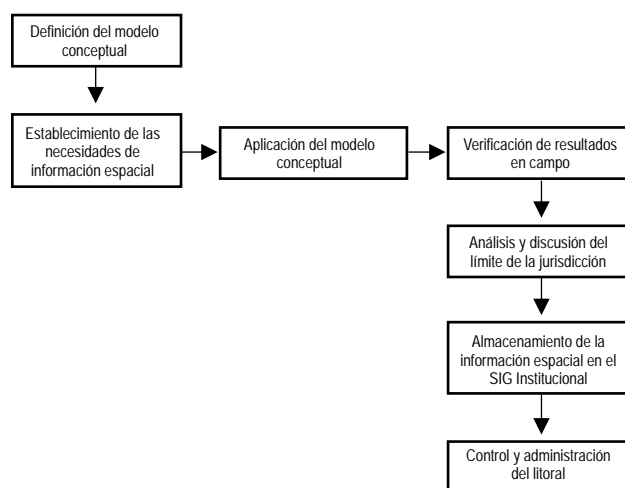 Definición del modelo
conceptual
Establecimiento de las
necesidades de
información espacial
Aplicación del modelo
conceptual
Verificación de resultados
en campo
Análisis y discusión del
límite de la jurisdicción
Almacenamiento de la
información espacial en el
SIG Institucional
Control y administración
del litoral